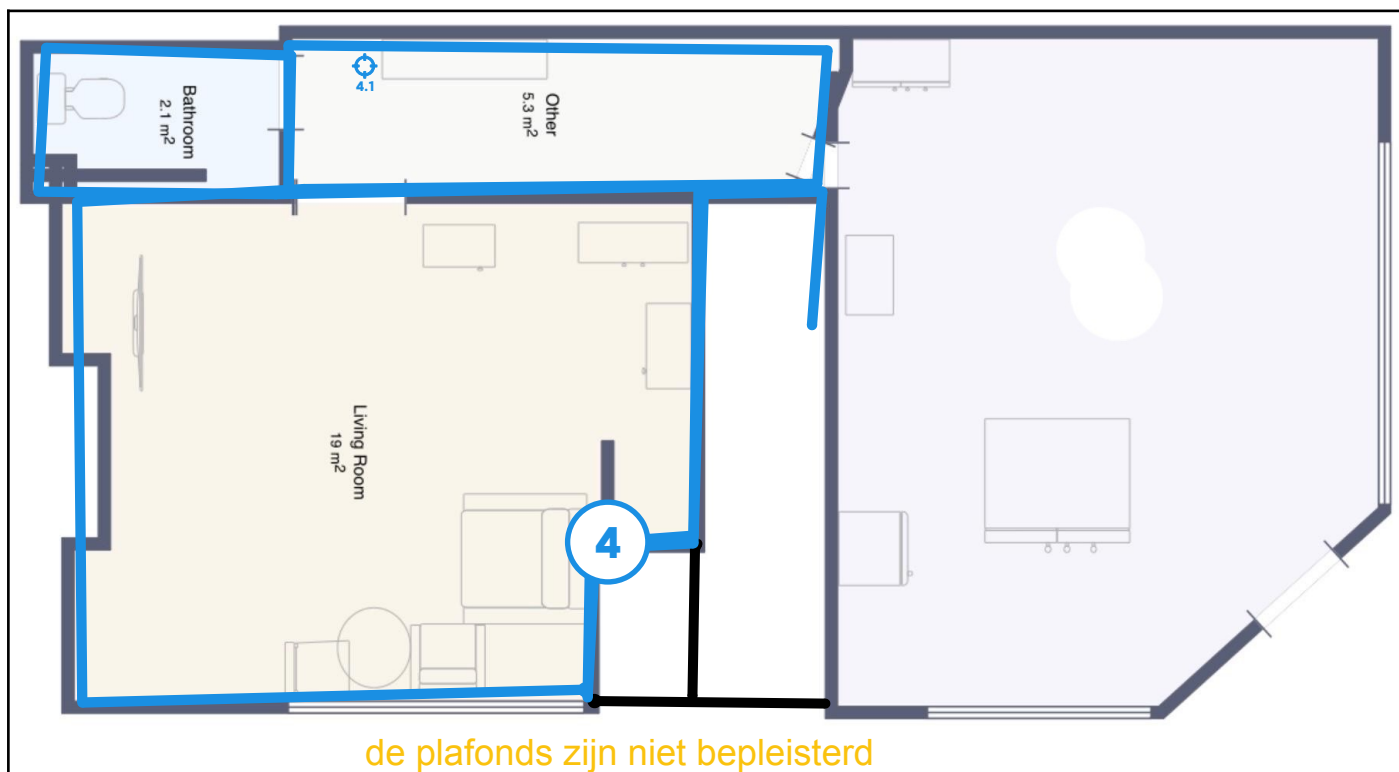 Bathroom
2.1 m²
4.1
Other
5.3 m²
Living Room
19 m²
4
de plafonds zijn niet bepleisterd